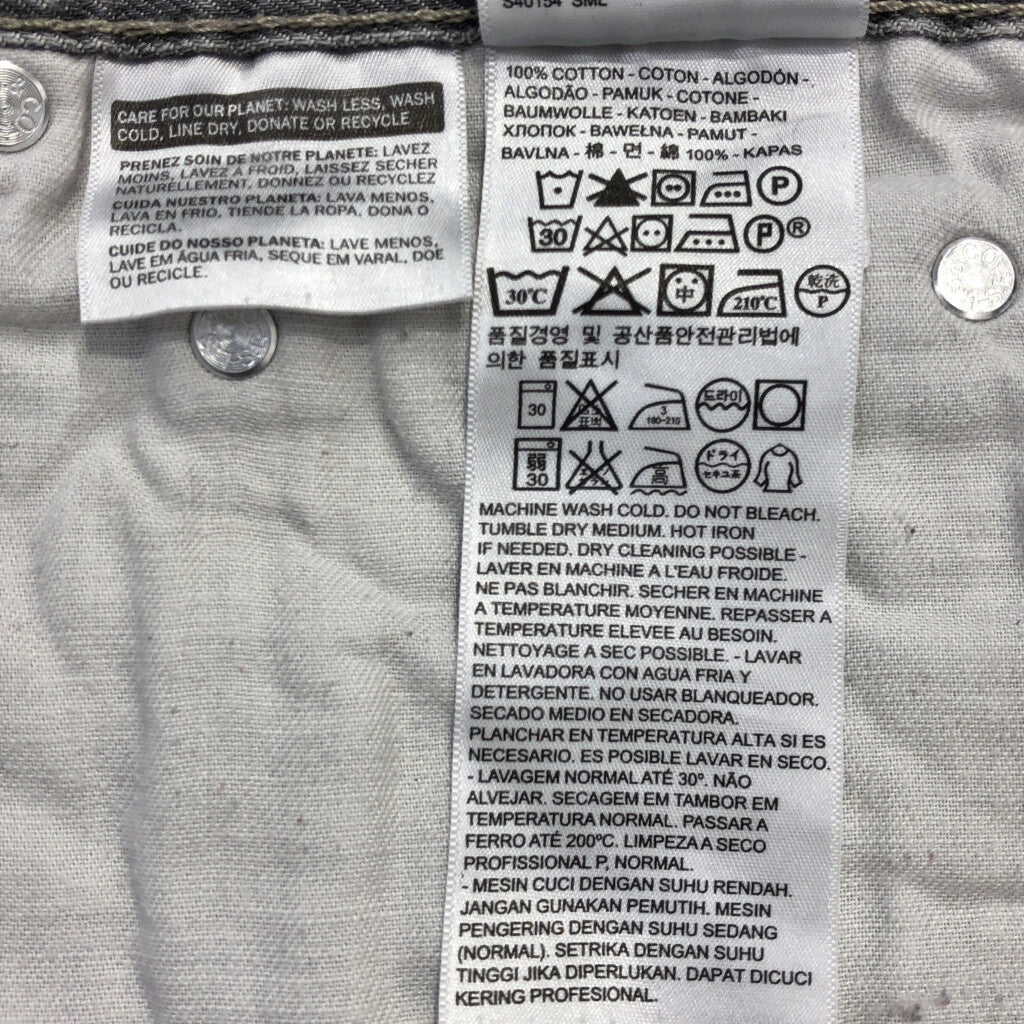 CARE FOR OUR PLANET: WASH LESS, WASH
COLD, LINE DRY, DONATE OR RECYCLE
PRENEZ SOIN DE NOTRE PLANETE: LAVEZ
MOINS, LAVEZ A FROID, LAISSEZ SECHER
NATURELLEMENT, DONNEZ OU RECYCLEZ
CUIDA NUESTRO PLANETA: LAVA MENOS,
LAVA EN FRIO, TIENDE LA ROPA, DONA O
RECICLA.
CUIDE DO NOSSO PLANETA: LAVE MENOS,
LAVE EM ÁGUA FRIA, SEQUE EM VARAL, DOE
OU RECICLE.
S40154 SML
100% COTTON - COTON - ALGODÓN -
ALGODÃO - PAMUK - COTONE -
BAUMWOLLE - KATOEN - BAMBAKI
ХЛОПОК - BAWEŁNA - PAMUT -
BAVLNA - 棉 - 면 - 綿 100% - KAPAS
P
30 P®
30℃ 中 210℃ 乾洗 P
품질경영 및 공산품안전관리법에
의한 품질표시
30 3 180-210 드라이
弱 30 高 ドライ セキユ系
MACHINE WASH COLD. DO NOT BLEACH.
TUMBLE DRY MEDIUM. HOT IRON
IF NEEDED. DRY CLEANING POSSIBLE -
LAVER EN MACHINE A L'EAU FROIDE.
NE PAS BLANCHIR. SECHER EN MACHINE
A TEMPERATURE MOYENNE. REPASSER A
TEMPERATURE ELEVEE AU BESOIN.
NETTOYAGE A SEC POSSIBLE. - LAVAR
EN LAVADORA CON AGUA FRIA Y
DETERGENTE. NO USAR BLANQUEADOR.
SECADO MEDIO EN SECADORA.
PLANCHAR EN TEMPERATURA ALTA SI ES
NECESARIO. ES POSIBLE LAVAR EN SECO.
- LAVAGEM NORMAL ATÉ 30º. NÃO
ALVEJAR. SECAGEM EM TAMBOR EM
TEMPERATURA NORMAL. PASSAR A
FERRO ATÉ 200ºC. LIMPEZA A SECO
PROFISSIONAL P, NORMAL.
- MESIN CUCI DENGAN SUHU RENDAH.
JANGAN GUNAKAN PEMUTIH. MESIN
PENGERING DENGAN SUHU SEDANG
(NORMAL). SETRIKA DENGAN SUHU
TINGGI JIKA DIPERLUKAN. DAPAT DICUCI
KERING PROFESIONAL.